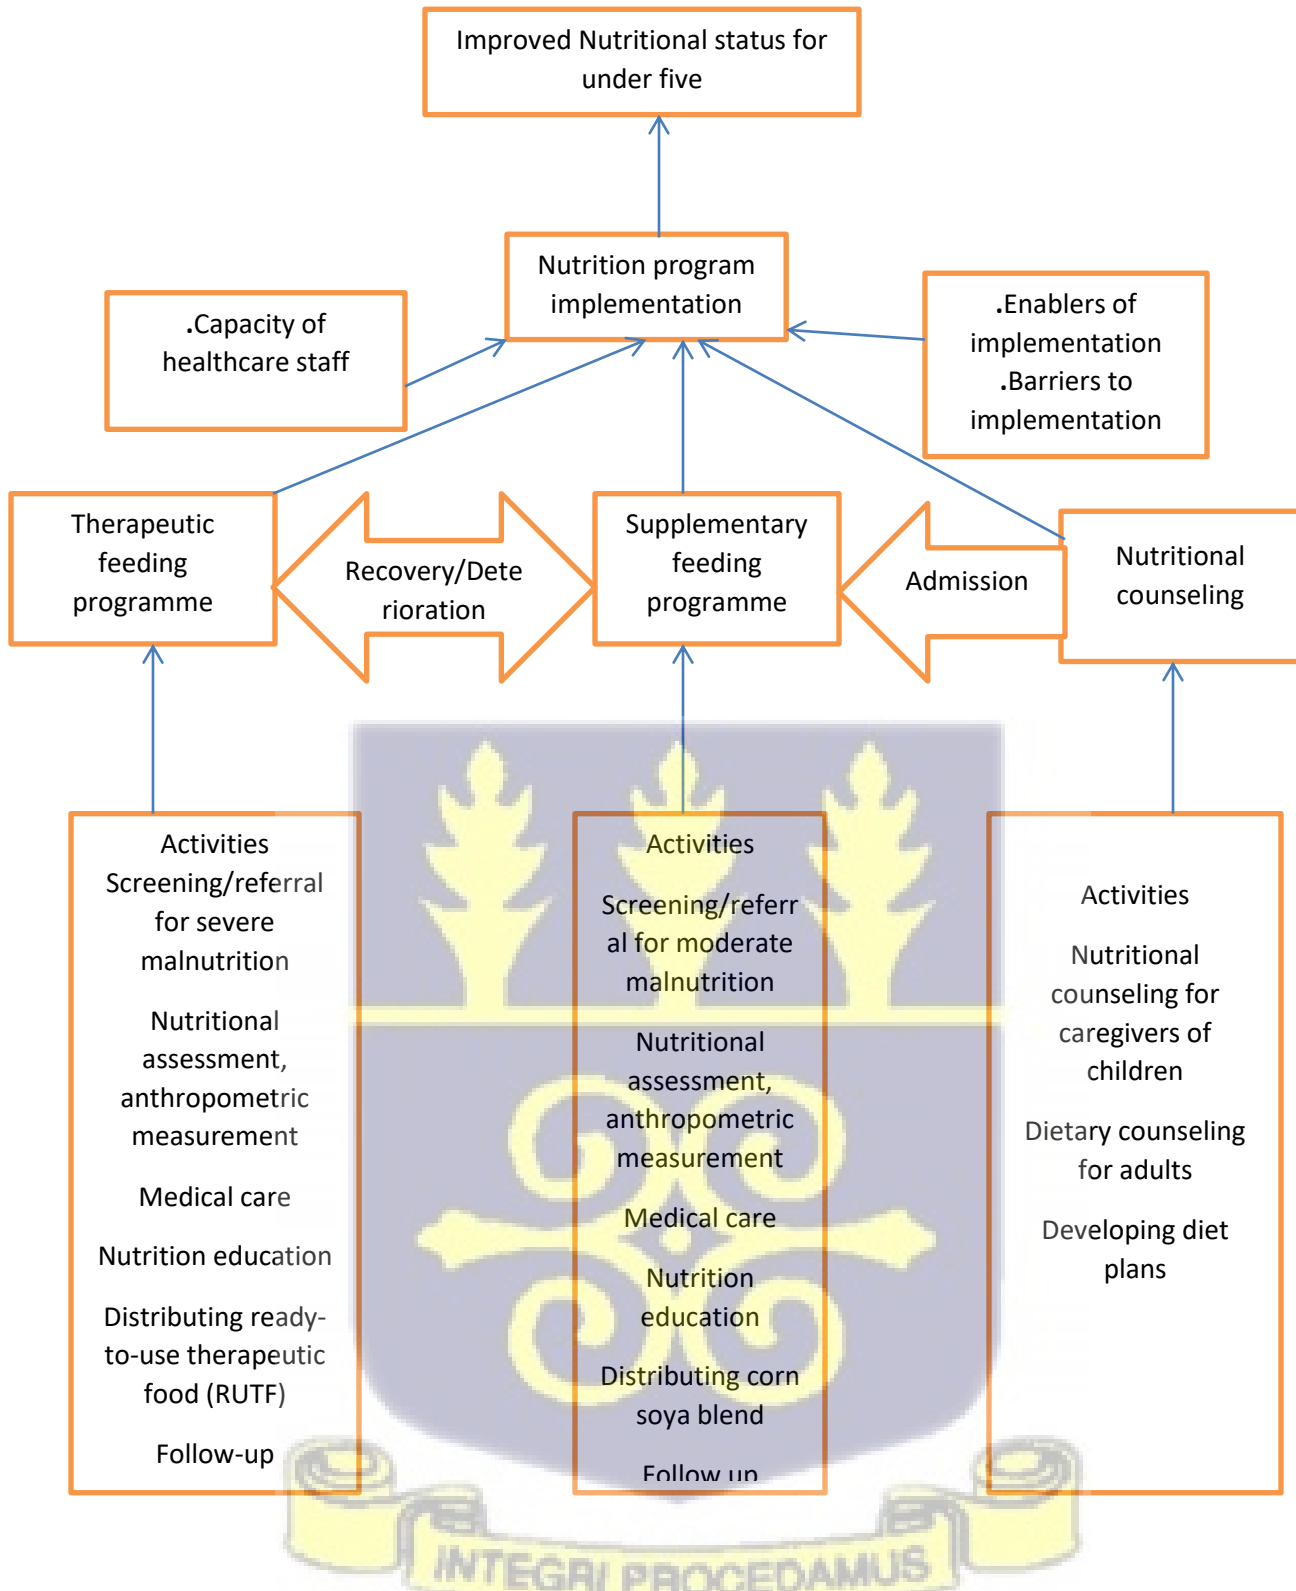 Improved Nutritional status for
under five
Nutrition program
implementation
.Capacity of
healthcare staff
.Enablers of
implementation
.Barriers to
implementation
Therapeutic
feeding
programme
Recovery/Dete
rioration
Supplementary
feeding
programme
Admission
Nutritional
counseling
Activities
Screening/referral
for severe
malnutrition
Nutritional
assessment,
anthropometric
measurement
Medical care
Nutrition education
Distributing ready-
to-use therapeutic
food (RUTF)
Follow-up
Activities
Screening/referr
al for moderate
malnutrition
Nutritional
assessment,
anthropometric
measurement
Medical care
Nutrition
education
Distributing corn
soya blend
Follow up
Activities
Nutritional
counseling for
caregivers of
children
Dietary counseling
for adults
Developing diet
plans
INTEGRI PROCEDAMUS